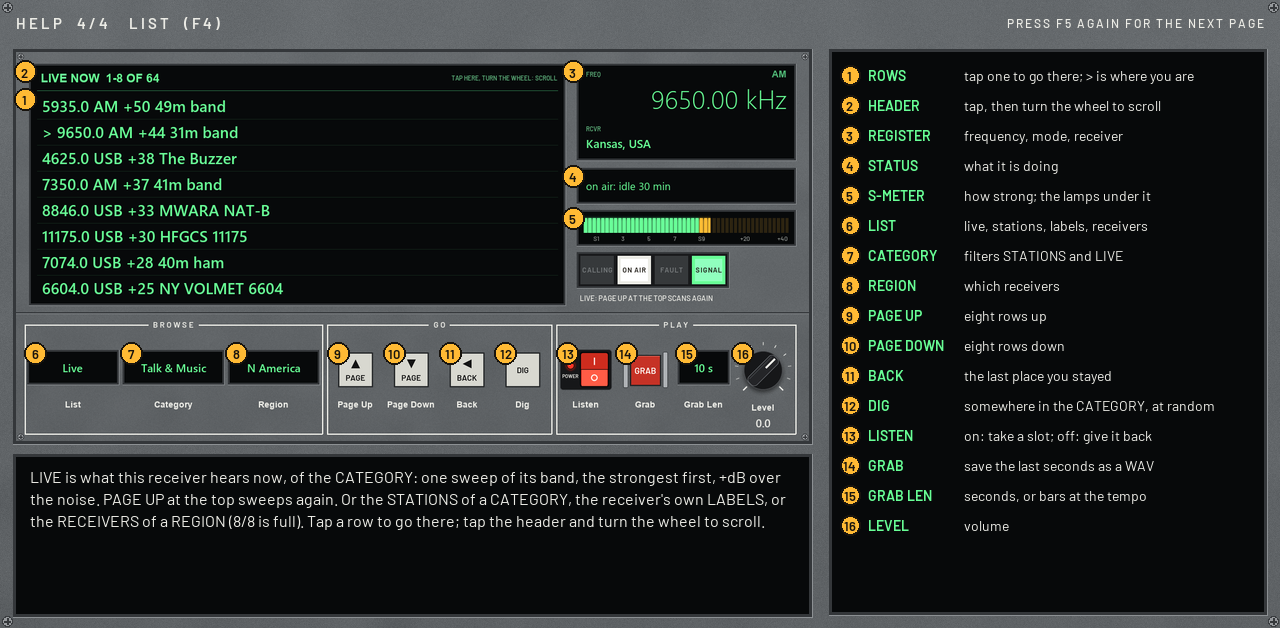 HELP 4/4 LIST (F4)
PRESS F5 AGAIN FOR THE NEXT PAGE
2
LIVE NOW 1-8 OF 64
TAP HERE, TURN THE WHEEL: SCROLL
1
5935.0 AM +50 49m band
> 9650.0 AM +44 31m band
4625.0 USB +38 The Buzzer
7350.0 AM +37 41m band
8846.0 USB +33 MWARA NAT-B
11175.0 USB +30 HFGCS 11175
7074.0 USB +28 40m ham
6604.0 USB +25 NY VOLMET 6604
3
FREQ
AM
9650.00 kHz
RCVR
Kansas, USA
4
on air: idle 30 min
5
S1 3 5 7 S9 +20 +40
CALLING ON AIR FAULT SIGNAL
LIVE: PAGE UP AT THE TOP SCANS AGAIN
BROWSE
6 Live
7 Talk & Music
8 N America
List Category Region
GO
9 ▲ PAGE
10 ▼ PAGE
11 ◄ BACK
12 DIG
Page Up Page Down Back Dig
PLAY
13 POWER I O
14 GRAB
15 10 s
16
Listen Grab Grab Len Level
0.0
LIVE is what this receiver hears now, of the CATEGORY: one sweep of its band, the strongest first, +dB over
the noise. PAGE UP at the top sweeps again. Or the STATIONS of a CATEGORY, the receiver's own LABELS, or
the RECEIVERS of a REGION (8/8 is full). Tap a row to go there; tap the header and turn the wheel to scroll.
1 ROWS tap one to go there; > is where you are
2 HEADER tap, then turn the wheel to scroll
3 REGISTER frequency, mode, receiver
4 STATUS what it is doing
5 S-METER how strong; the lamps under it
6 LIST live, stations, labels, receivers
7 CATEGORY filters STATIONS and LIVE
8 REGION which receivers
9 PAGE UP eight rows up
10 PAGE DOWN eight rows down
11 BACK the last place you stayed
12 DIG somewhere in the CATEGORY, at random
13 LISTEN on: take a slot; off: give it back
14 GRAB save the last seconds as a WAV
15 GRAB LEN seconds, or bars at the tempo
16 LEVEL volume